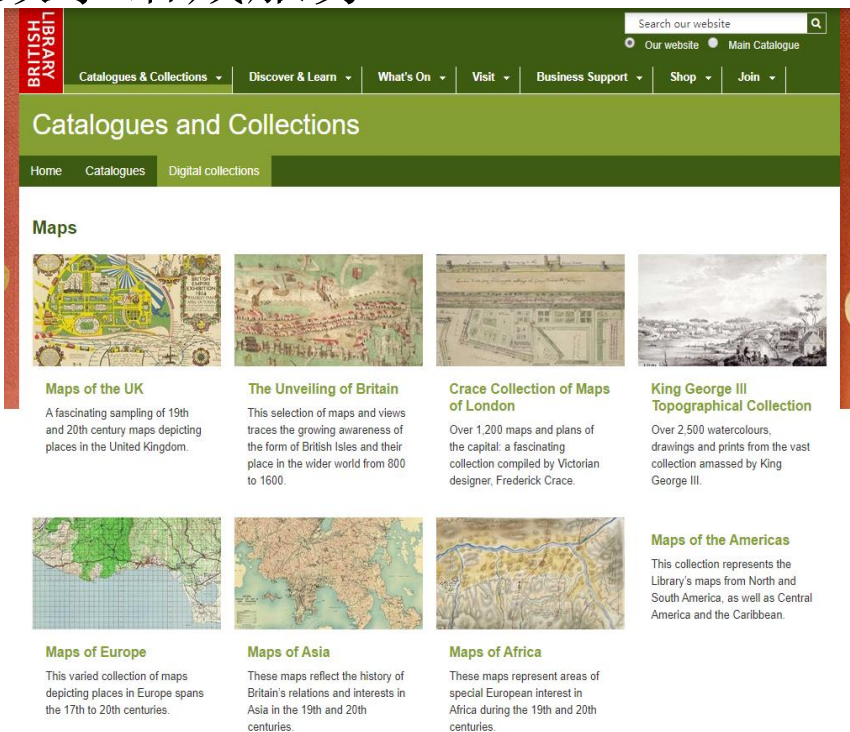 BRITISH
LIBRARY
Search our website
Our website
Main Catalogue
Catalogues & Collections
Discover & Learn
What's On
Visit
Business Support
Shop
Join
Catalogues and Collections
Home
Catalogues
Digital collections
Maps
BRITISH
EMPIRE
EXHIBITION
1924
Maps of the UK
A fascinating sampling of 19th
and 20th century maps depicting
places in the United Kingdom.
The Unveiling of Britain
This selection of maps and views
traces the growing awareness of
the form of British Isles and their
place in the wider world from 800
to 1600.
Crace Collection of Maps
of London
Over 1,200 maps and plans of
the capital: a fascinating
collection compiled by Victorian
designer, Frederick Crace.
King George III
Topographical Collection
Over 2,500 watercolours,
drawings and prints from the vast
collection amassed by King
George III.
Maps of Europe
This varied collection of maps
depicting places in Europe spans
the 17th to 20th centuries.
Maps of Asia
These maps reflect the history of
Britain's relations and interests in
Asia in the 19th and 20th
centuries.
Maps of Africa
These maps represent areas of
special European interest in
Africa during the 19th and 20th
centuries.
Maps of the Americas
This collection represents the
Library's maps from North and
South America, as well as Central
America and the Caribbean.